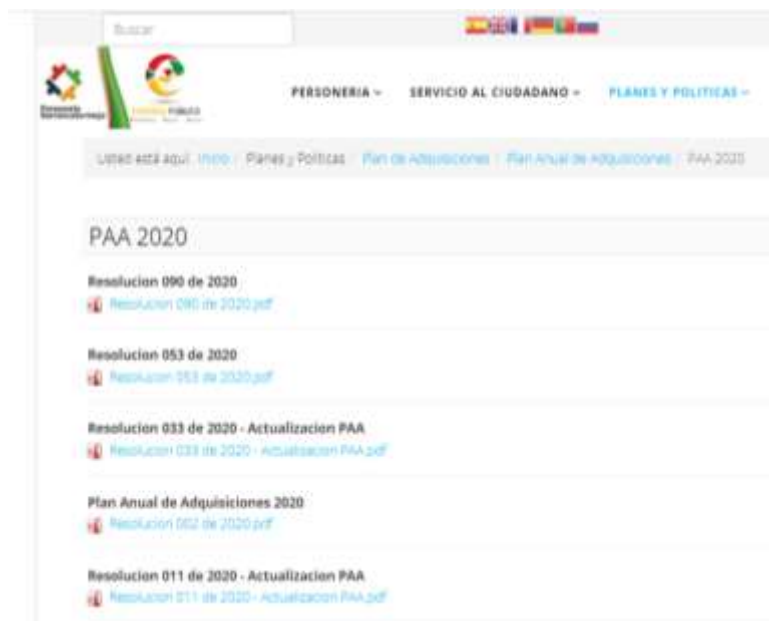 Buscar
Personeria
Barrancabermeja
PERSONERIA SERVICIO AL CIUDADANO PLANES Y POLITICAS
Usted está aquí: Inicio / Planes y Políticas / Plan de Adquisiciones / Plan Anual de Adquisiciones / PAA 2020
PAA 2020
Resolucion 090 de 2020
Resolucion 090 de 2020.pdf
Resolucion 053 de 2020
Resolucion 053 de 2020.pdf
Resolucion 033 de 2020 - Actualizacion PAA
Resolucion 033 de 2020 - Actualizacion PAA.pdf
Plan Anual de Adquisiciones 2020
Resolucion 002 de 2020.pdf
Resolucion 011 de 2020 - Actualizacion PAA
Resolucion 011 de 2020 - Actualizacion PAA.pdf